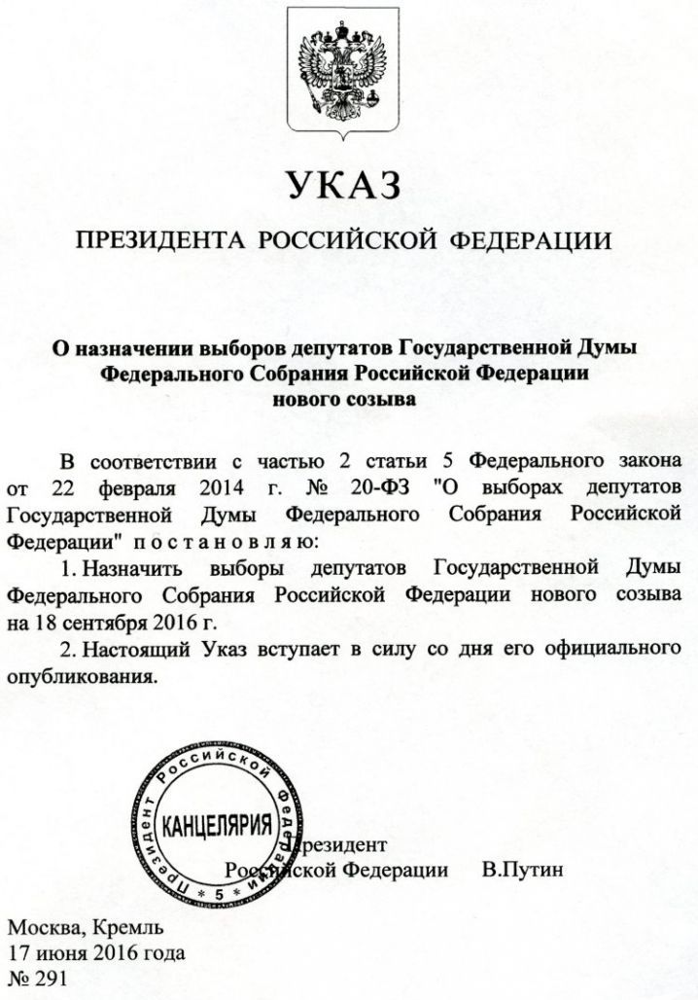 УКАЗ
ПРЕЗИДЕНТА РОССИЙСКОЙ ФЕДЕРАЦИИ
О назначении выборов депутатов Государственной Думы
Федерального Собрания Российской Федерации
нового созыва
В соответствии с частью 2 статьи 5 Федерального закона
от 22 февраля 2014 г. № 20-ФЗ "О выборах депутатов
Государственной Думы Федерального Собрания Российской
Федерации" п о с т а н о в л я ю:
1. Назначить выборы депутатов Государственной Думы
Федерального Собрания Российской Федерации нового созыва
на 18 сентября 2016 г.
2. Настоящий Указ вступает в силу со дня его официального
опубликования.
Президент Российской Федерации
* 5 *
КАНЦЕЛЯРИЯ
Президент
Российской Федерации В.Путин
Москва, Кремль
17 июня 2016 года
№ 291